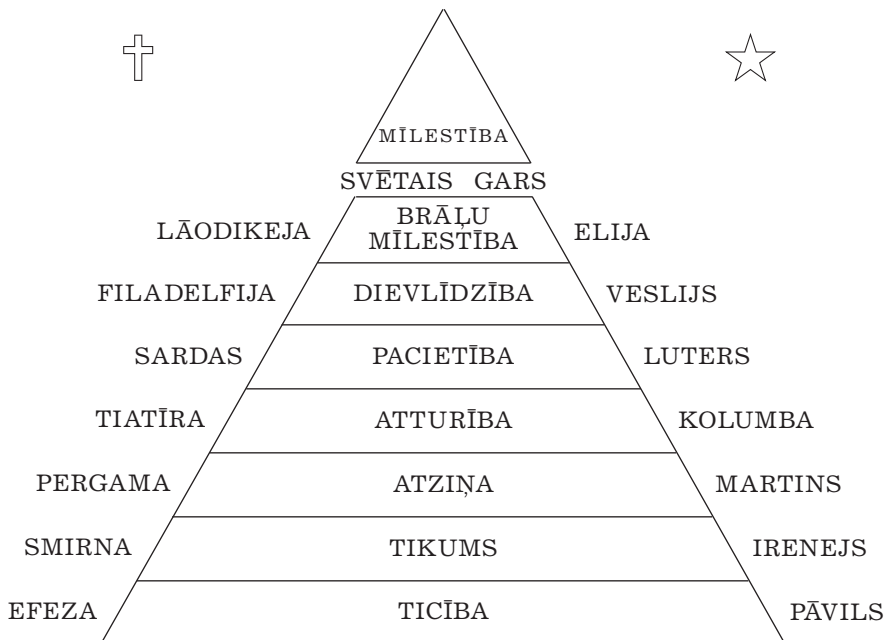 MĪLESTĪBA
SVĒTAIS GARS
LĀODIKEJA
BRĀĻU
MĪLESTĪBA
ELIJA
FILADELFIJA DIEVLĪDZĪBA VESLIJS
SARDAS PACIETĪBA LUTERS
TIATĪRA ATTURĪBA KOLUMBA
PERGAMA ATZIŅA MARTINS
SMIRNA TIKUMS IRENEJS
EFEZA TICĪBA PĀVILS